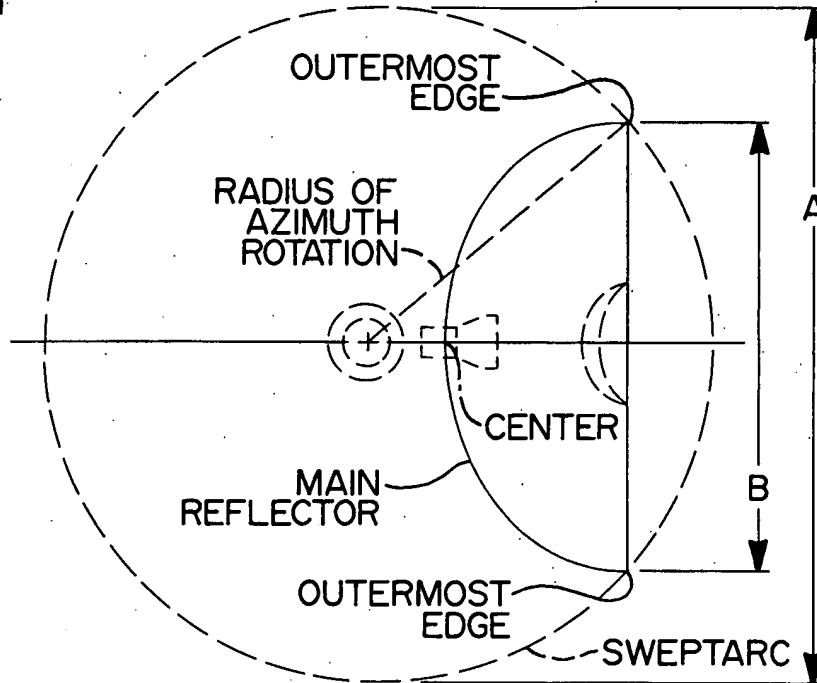 OUTERMOST
EDGE
A
RADIUS OF
AZIMUTH
ROTATION
CENTER
MAIN
REFLECTOR
B
OUTERMOST
EDGE
SWEPTARC